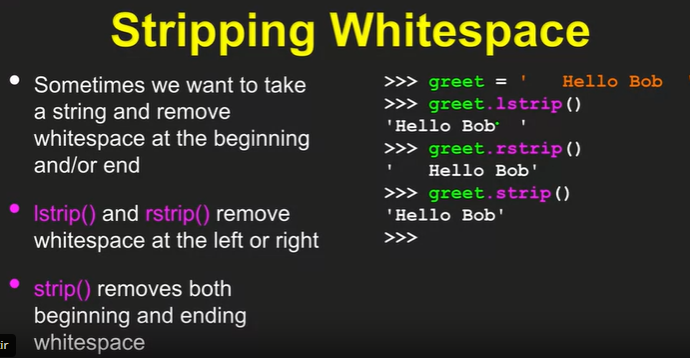 Stripping Whitespace
• Sometimes we want to take
a string and remove
whitespace at the beginning
and/or end
• lstrip() and rstrip() remove
whitespace at the left or right
• strip() removes both
beginning and ending
whitespace
>>> greet = '   Hello Bob  '
>>> greet.lstrip()
'Hello Bob  '
>>> greet.rstrip()
'   Hello Bob'
>>> greet.strip()
'Hello Bob'
>>>